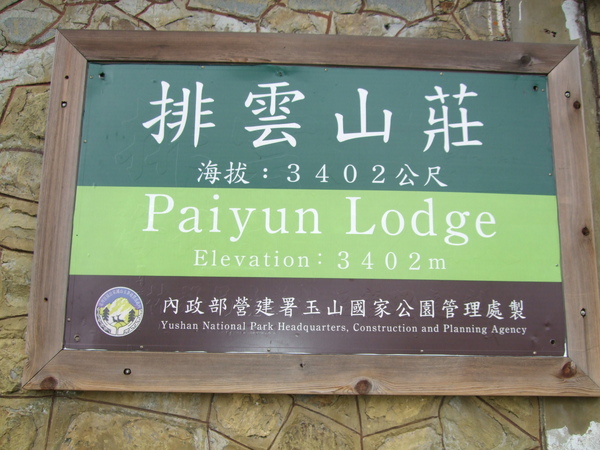 排雲山莊
海拔：３４０２公尺
Paiyun Lodge
Elevation: 3402m
內政部營建署玉山國家公園管理處製
Yushan National Park Headquarters, Construction and Planning Agency